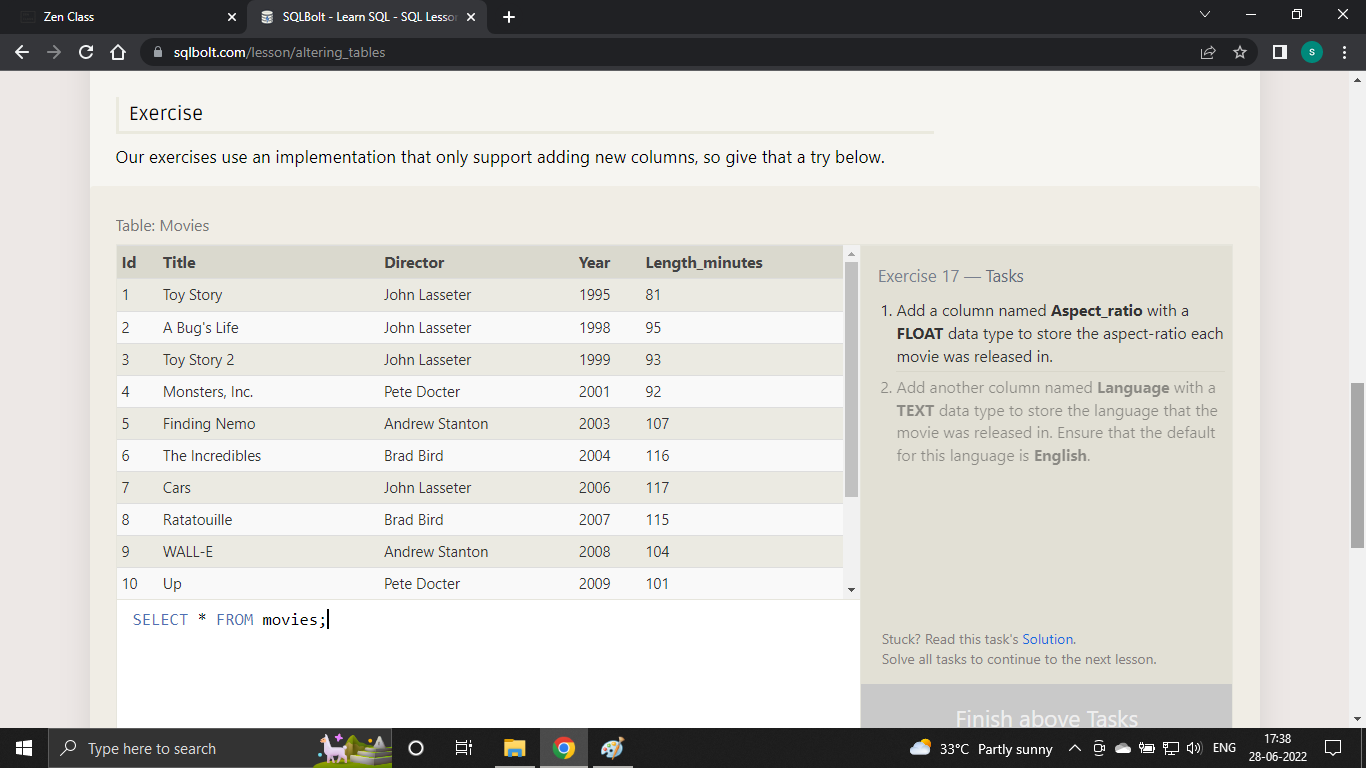 Zen Class
SQLBolt - Learn SQL - SQL Lesson
sqlbolt.com/lesson/altering_tables
S
Exercise
Our exercises use an implementation that only support adding new columns, so give that a try below.
Table: Movies
Id Title Director Year Length_minutes
1 Toy Story John Lasseter 1995 81
2 A Bug's Life John Lasseter 1998 95
3 Toy Story 2 John Lasseter 1999 93
4 Monsters, Inc. Pete Docter 2001 92
5 Finding Nemo Andrew Stanton 2003 107
6 The Incredibles Brad Bird 2004 116
7 Cars John Lasseter 2006 117
8 Ratatouille Brad Bird 2007 115
9 WALL-E Andrew Stanton 2008 104
10 Up Pete Docter 2009 101
SELECT * FROM movies;
Exercise 17 — Tasks
1. Add a column named Aspect_ratio with a
FLOAT data type to store the aspect-ratio each
movie was released in.
2. Add another column named Language with a
TEXT data type to store the language that the
movie was released in. Ensure that the default
for this language is English.
Stuck? Read this task's Solution.
Solve all tasks to continue to the next lesson.
Finish above Tasks
Type here to search
33°C Partly sunny
ENG
17:38
28-06-2022